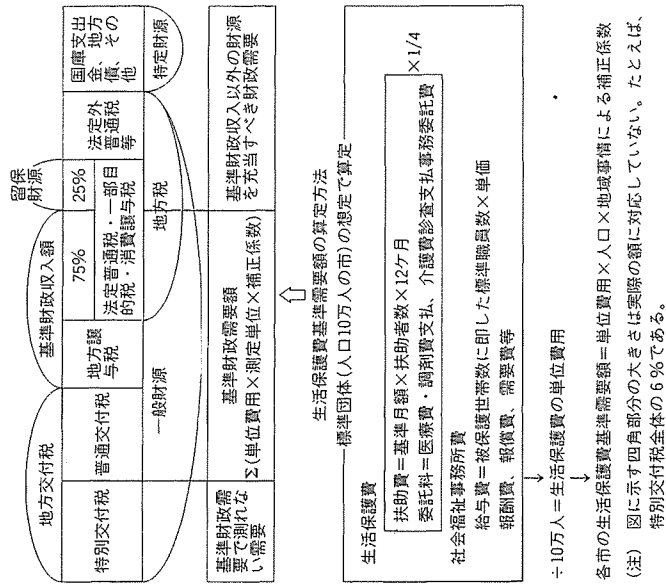 地方交付税
基準財政収入額
留保
財源
特別交付税
普通交付税
地方譲
与税
75%
25%
法定普通税・一部目
的税・消費譲与税
法定外
普通税
等
国庫支出
金、地方
債、その
他
一般財源
地方税
特定財源
基準財政需
要で測れな
い需要
基準財政需要額
Σ(単位費用×測定単位×補正係数)
基準財政収入以外の財源
を充当すべき財政需要
生活保護費基準需要額の算定方法
標準団体(人口10万人の市)の想定で算定
生活保護費
扶助費=基準月額×扶助者数×12ケ月
委託料=医療費・調剤費支払、介護費診査支払事務委託費
×1/4
社会福祉事務所費
給与費=被保護世帯数に即した標準職員数×単価
報酬費、報償費、需要費等
÷10万人=生活保護費の単位費用
各市の生活保護費基準需要額=単位費用×人口×地域事情による補正係数
(注) 図に示す四角部分の大きさは実際の額に対応していない。たとえば、
特別交付税全体の6%である。